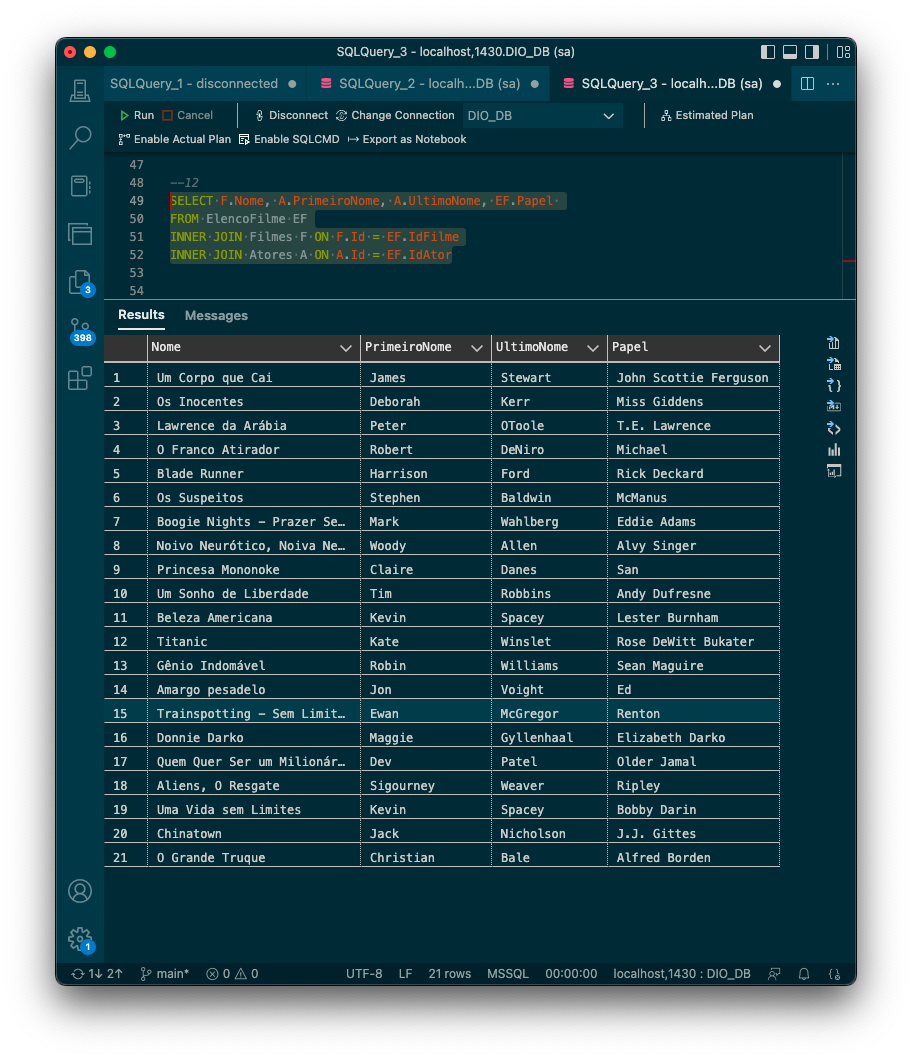 SQLQuery_3 - localhost,1430.DIO_DB (sa)
SQLQuery_1 - disconnected
SQLQuery_2 - localh...DB (sa)
SQLQuery_3 - localh...DB (sa)
Run Cancel Disconnect Change Connection DIO_DB Estimated Plan
Enable Actual Plan Enable SQLCMD Export as Notebook
47
48 --12
49 SELECT F.Nome, A.PrimeiroNome, A.UltimoNome, EF.Papel
50 FROM ElencoFilme EF
51 INNER JOIN Filmes F ON F.Id = EF.IdFilme
52 INNER JOIN Atores A ON A.Id = EF.IdAtor
53
54
3
398
Results Messages
Nome PrimeiroNome UltimoNome Papel
1 Um Corpo que Cai James Stewart John Scottie Ferguson
2 Os Inocentes Deborah Kerr Miss Giddens
3 Lawrence da Arábia Peter OToole T.E. Lawrence
4 O Franco Atirador Robert DeNiro Michael
5 Blade Runner Harrison Ford Rick Deckard
6 Os Suspeitos Stephen Baldwin McManus
7 Boogie Nights - Prazer Se… Mark Wahlberg Eddie Adams
8 Noivo Neurótico, Noiva Ne… Woody Allen Alvy Singer
9 Princesa Mononoke Claire Danes San
10 Um Sonho de Liberdade Tim Robbins Andy Dufresne
11 Beleza Americana Kevin Spacey Lester Burnham
12 Titanic Kate Winslet Rose DeWitt Bukater
13 Gênio Indomável Robin Williams Sean Maguire
14 Amargo pesadelo Jon Voight Ed
15 Trainspotting - Sem Limit… Ewan McGregor Renton
16 Donnie Darko Maggie Gyllenhaal Elizabeth Darko
17 Quem Quer Ser um Milionár… Dev Patel Older Jamal
18 Aliens, O Resgate Sigourney Weaver Ripley
19 Uma Vida sem Limites Kevin Spacey Bobby Darin
20 Chinatown Jack Nicholson J.J. Gittes
21 O Grande Truque Christian Bale Alfred Borden
1
1↓ 2↑ main* 0 0 UTF-8 LF 21 rows MSSQL 00:00:00 localhost,1430 : DIO_DB